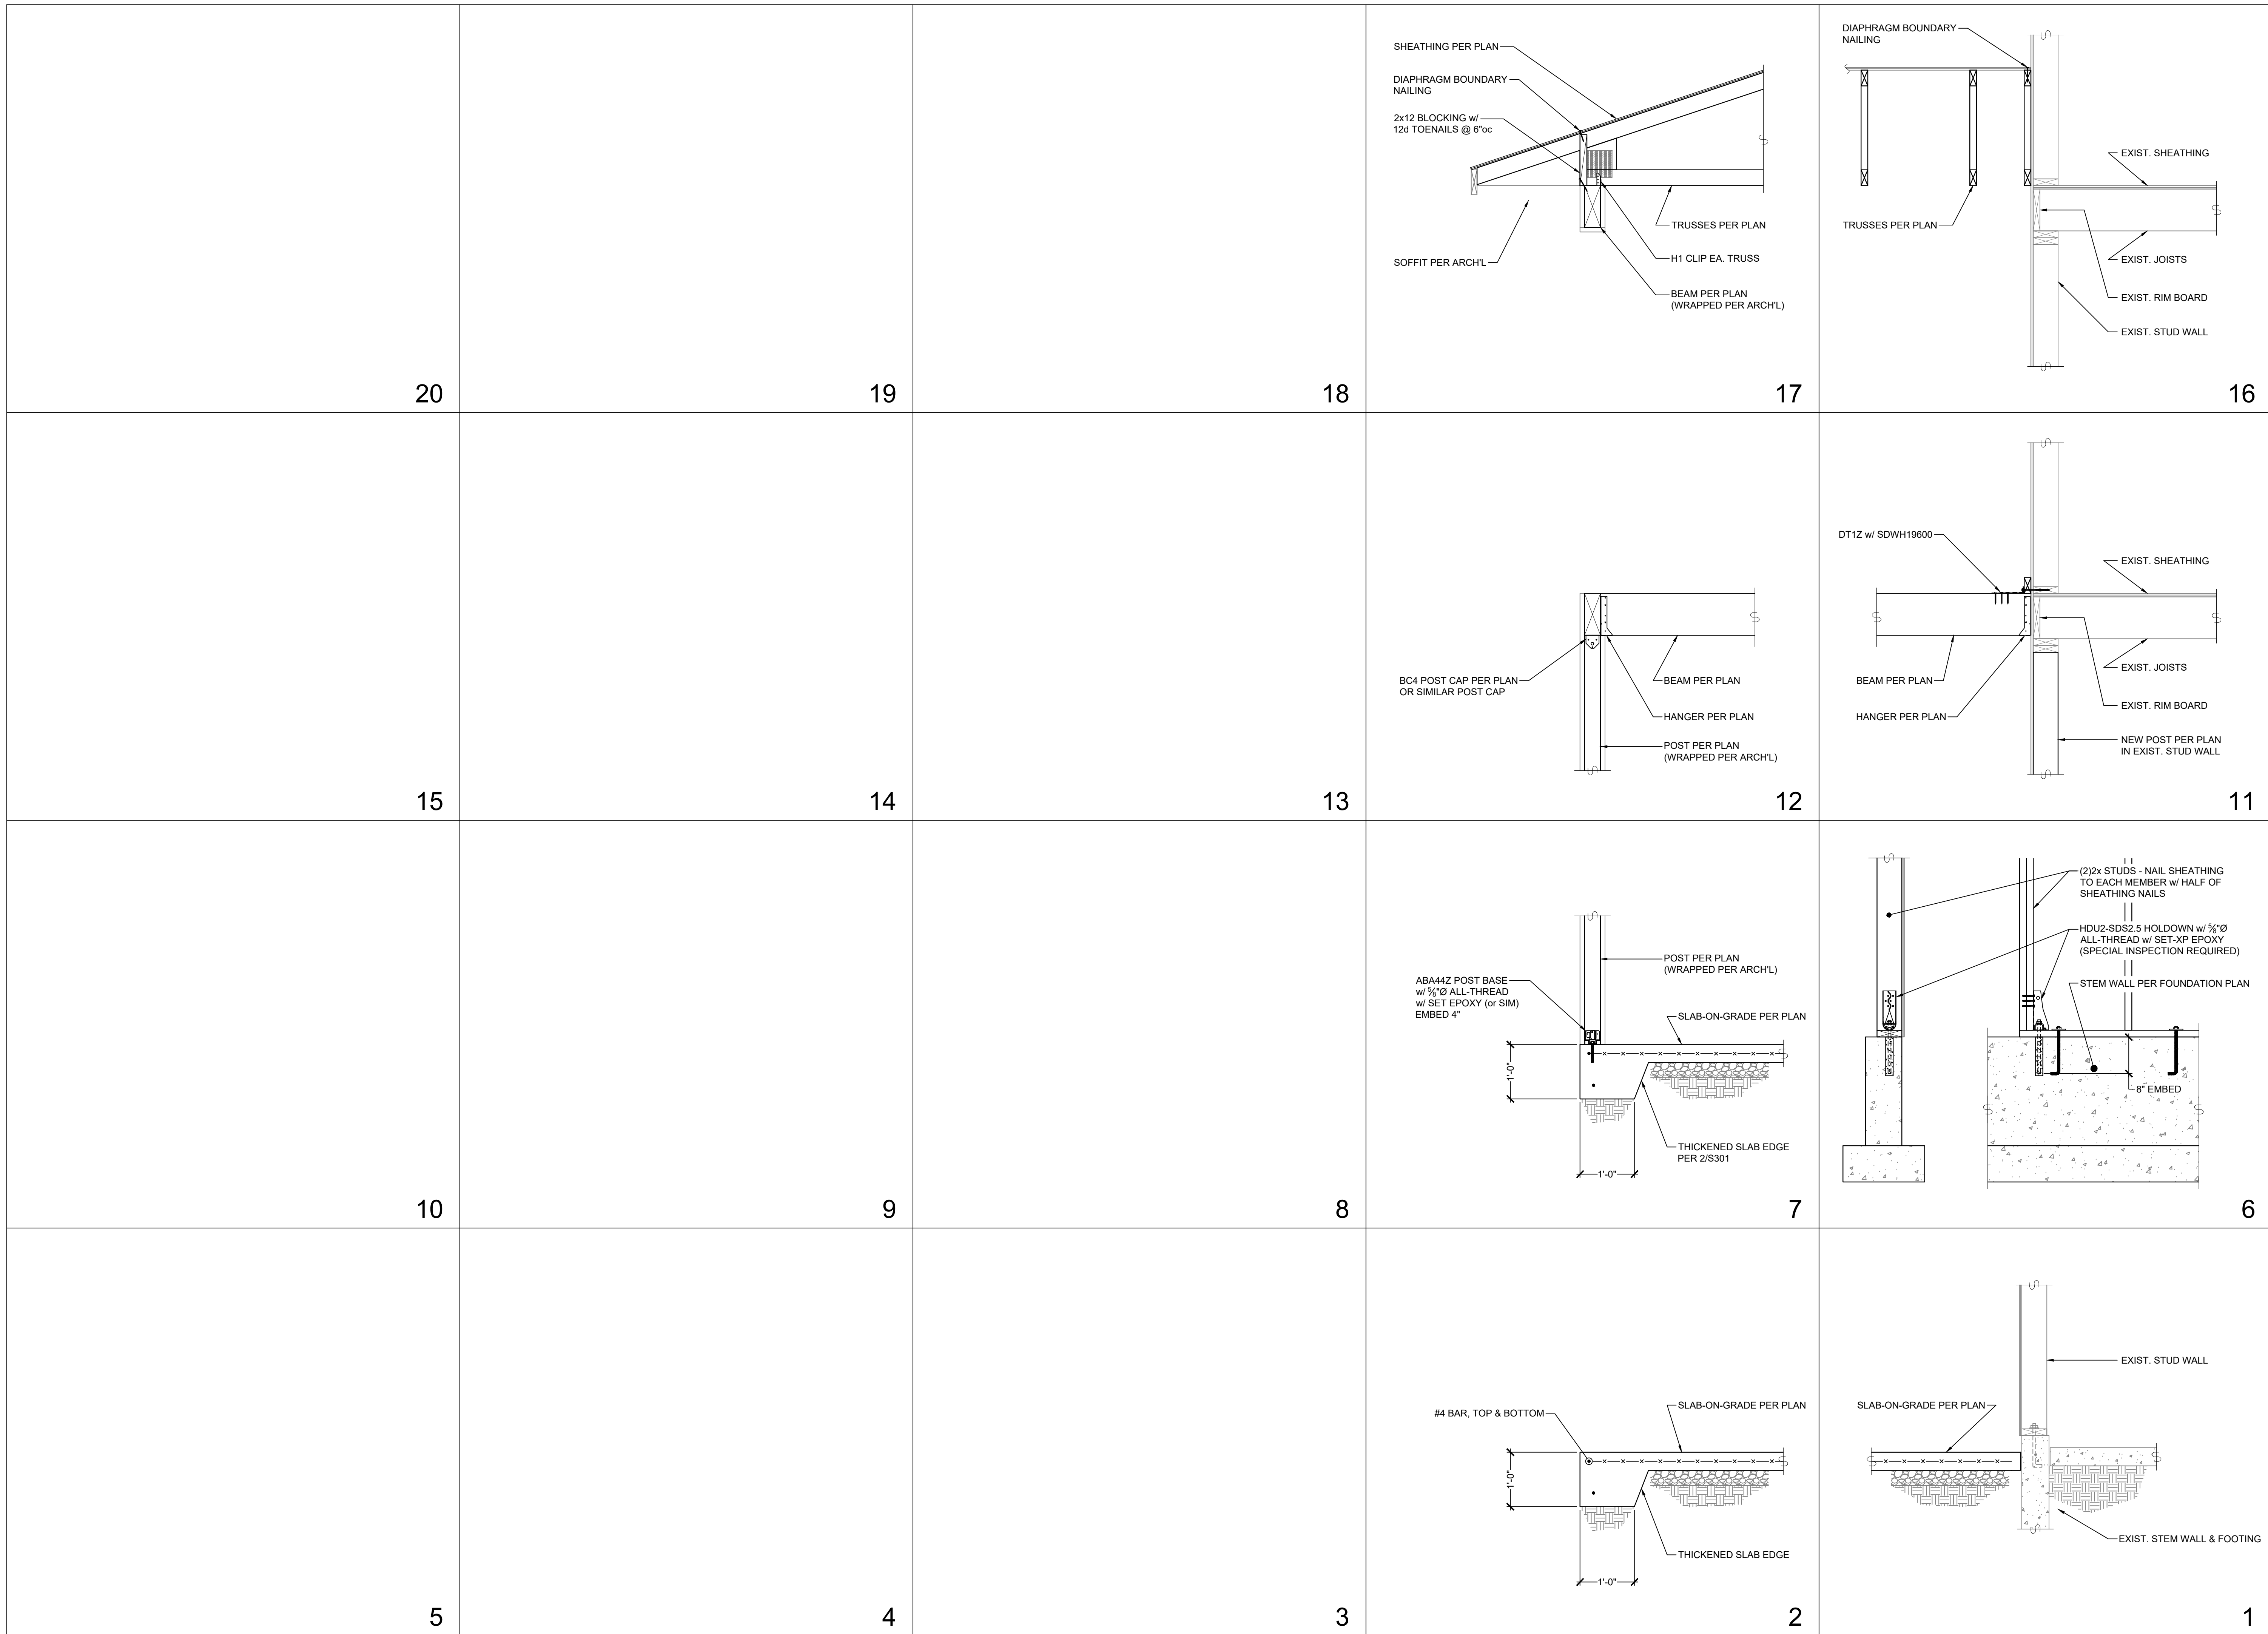 20
19
18
SHEATHING PER PLAN
DIAPHRAGM BOUNDARY
NAILING
2x12 BLOCKING w/
12d TOENAILS @ 6"oc
SOFFIT PER ARCH'L
TRUSSES PER PLAN
H1 CLIP EA. TRUSS
BEAM PER PLAN
(WRAPPED PER ARCH'L)
17
DIAPHRAGM BOUNDARY
NAILING
TRUSSES PER PLAN
EXIST. SHEATHING
EXIST. JOISTS
EXIST. RIM BOARD
EXIST. STUD WALL
16
15
14
13
BC4 POST CAP PER PLAN
OR SIMILAR POST CAP
BEAM PER PLAN
HANGER PER PLAN
POST PER PLAN
(WRAPPED PER ARCH'L)
12
DT1Z w/ SDWH19600
BEAM PER PLAN
HANGER PER PLAN
EXIST. SHEATHING
EXIST. JOISTS
EXIST. RIM BOARD
NEW POST PER PLAN
IN EXIST. STUD WALL
11
10
9
8
ABA44Z POST BASE
w/ ⅝"Ø ALL-THREAD
w/ SET EPOXY (or SIM)
EMBED 4"
POST PER PLAN
(WRAPPED PER ARCH'L)
SLAB-ON-GRADE PER PLAN
1'-0"
THICKENED SLAB EDGE
PER 2/S301
1'-0"
7
(2)2x STUDS - NAIL SHEATHING
TO EACH MEMBER w/ HALF OF
SHEATHING NAILS
HDU2-SDS2.5 HOLDOWN w/ ⅝"Ø
ALL-THREAD w/ SET-XP EPOXY
(SPECIAL INSPECTION REQUIRED)
STEM WALL PER FOUNDATION PLAN
8" EMBED
6
5
4
3
#4 BAR, TOP & BOTTOM
SLAB-ON-GRADE PER PLAN
1'-0"
THICKENED SLAB EDGE
1'-0"
2
EXIST. STUD WALL
SLAB-ON-GRADE PER PLAN
EXIST. STEM WALL & FOOTING
1